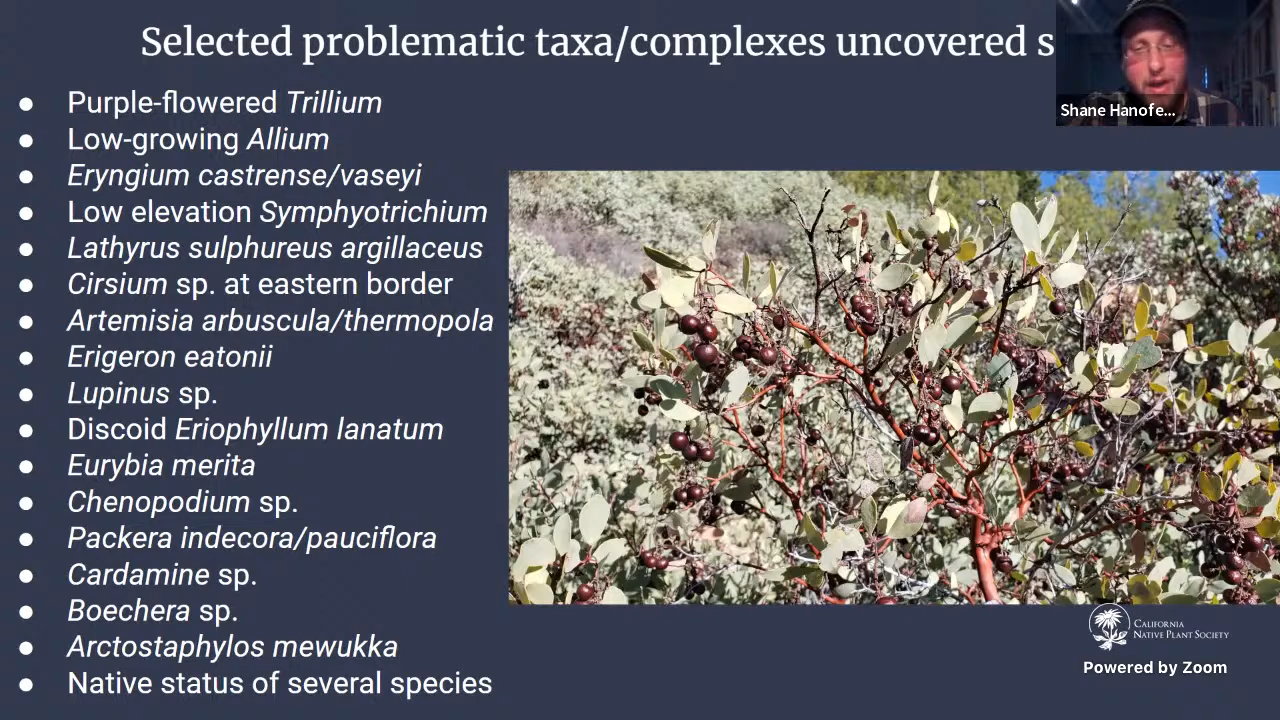 Selected problematic taxa/complexes uncovered s
Shane Hanofe...
● Purple-flowered Trillium
● Low-growing Allium
● Eryngium castrense/vaseyi
● Low elevation Symphyotrichium
● Lathyrus sulphureus argillaceus
● Cirsium sp. at eastern border
● Artemisia arbuscula/thermopola
● Erigeron eatonii
● Lupinus sp.
● Discoid Eriophyllum lanatum
● Eurybia merita
● Chenopodium sp.
● Packera indecora/pauciflora
● Cardamine sp.
● Boechera sp.
● Arctostaphylos mewukka
● Native status of several species
CALIFORNIA
NATIVE PLANT SOCIETY
Powered by Zoom